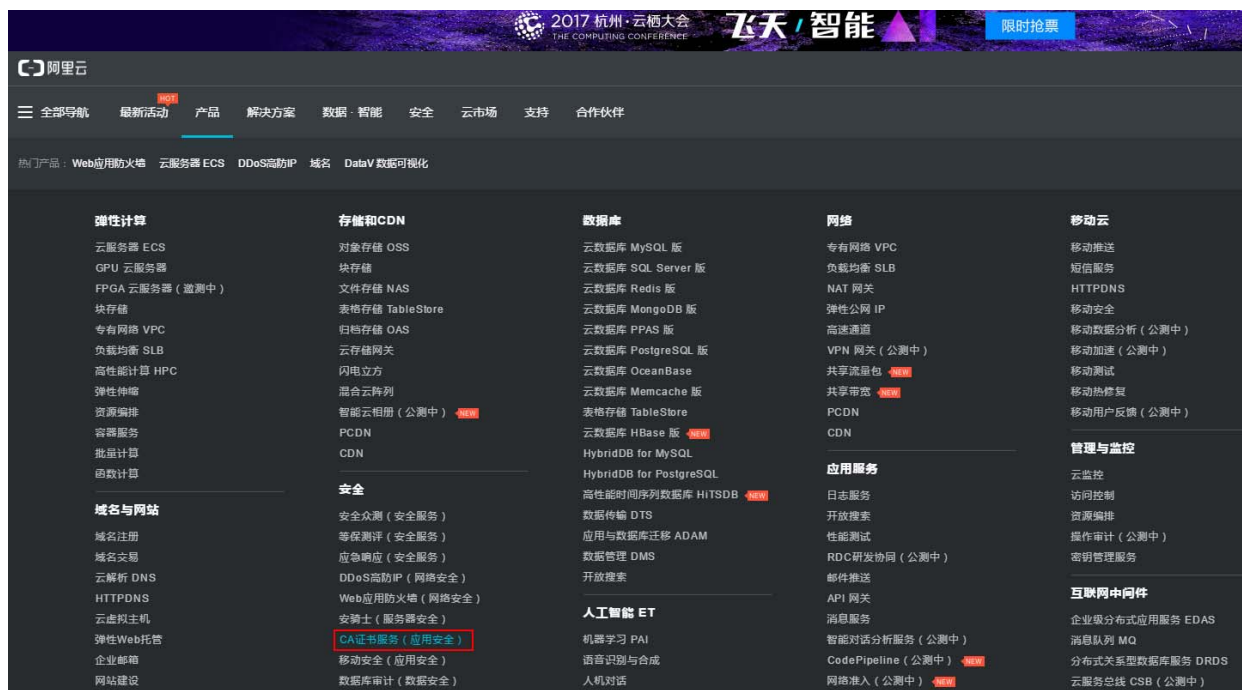 2017 杭州·云栖大会
THE COMPUTING CONFERENCE
飞天/智能
限时抢票
阿里云
全部导航
最新活动
HOT
产品
解决方案
数据·智能
安全
云市场
支持
合作伙伴
热门产品：Web应用防火墙 云服务器 ECS DDoS高防IP 域名 DataV 数据可视化
弹性计算
云服务器 ECS
GPU 云服务器
FPGA 云服务器（邀测中）
块存储
专有网络 VPC
负载均衡 SLB
高性能计算 HPC
弹性伸缩
资源编排
容器服务
批量计算
函数计算
域名与网站
域名注册
域名交易
云解析 DNS
HTTPDNS
云虚拟主机
弹性Web托管
企业邮箱
网站建设
存储和CDN
对象存储 OSS
块存储
文件存储 NAS
表格存储 TableStore
归档存储 OAS
云存储网关
闪电立方
混合云阵列
智能云相册（公测中） NEW
PCDN
CDN
安全
安全众测（安全服务）
等保测评（安全服务）
应急响应（安全服务）
DDoS高防IP（网络安全）
Web应用防火墙（网络安全）
安骑士（服务器安全）
CA证书服务（应用安全）
移动安全（应用安全）
数据库审计（数据安全）
数据库
云数据库 MySQL 版
云数据库 SQL Server 版
云数据库 Redis 版
云数据库 MongoDB 版
云数据库 PPAS 版
云数据库 PostgreSQL 版
云数据库 OceanBase
云数据库 Memcache 版
表格存储 TableStore
云数据库 HBase 版 NEW
HybridDB for MySQL
HybridDB for PostgreSQL
高性能时间序列数据库 HiTSDB NEW
数据传输 DTS
应用与数据库迁移 ADAM
数据管理 DMS
开放搜索
人工智能 ET
机器学习 PAI
语音识别与合成
人机对话
网络
专有网络 VPC
负载均衡 SLB
NAT 网关
弹性公网 IP
高速通道
VPN 网关（公测中）
共享流量包 NEW
共享带宽 NEW
PCDN
CDN
应用服务
日志服务
开放搜索
性能测试
RDC研发协同（公测中）
邮件推送
API 网关
消息服务
智能对话分析服务（公测中）
CodePipeline（公测中） NEW
网络准入（公测中） NEW
移动云
移动推送
短信服务
HTTPDNS
移动安全
移动数据分析（公测中）
移动加速（公测中）
移动测试
移动热修复
移动用户反馈（公测中）
管理与监控
云监控
访问控制
资源编排
操作审计（公测中）
密钥管理服务
互联网中间件
企业级分布式应用服务 EDAS
消息队列 MQ
分布式关系型数据库服务 DRDS
云服务总线 CSB（公测中）